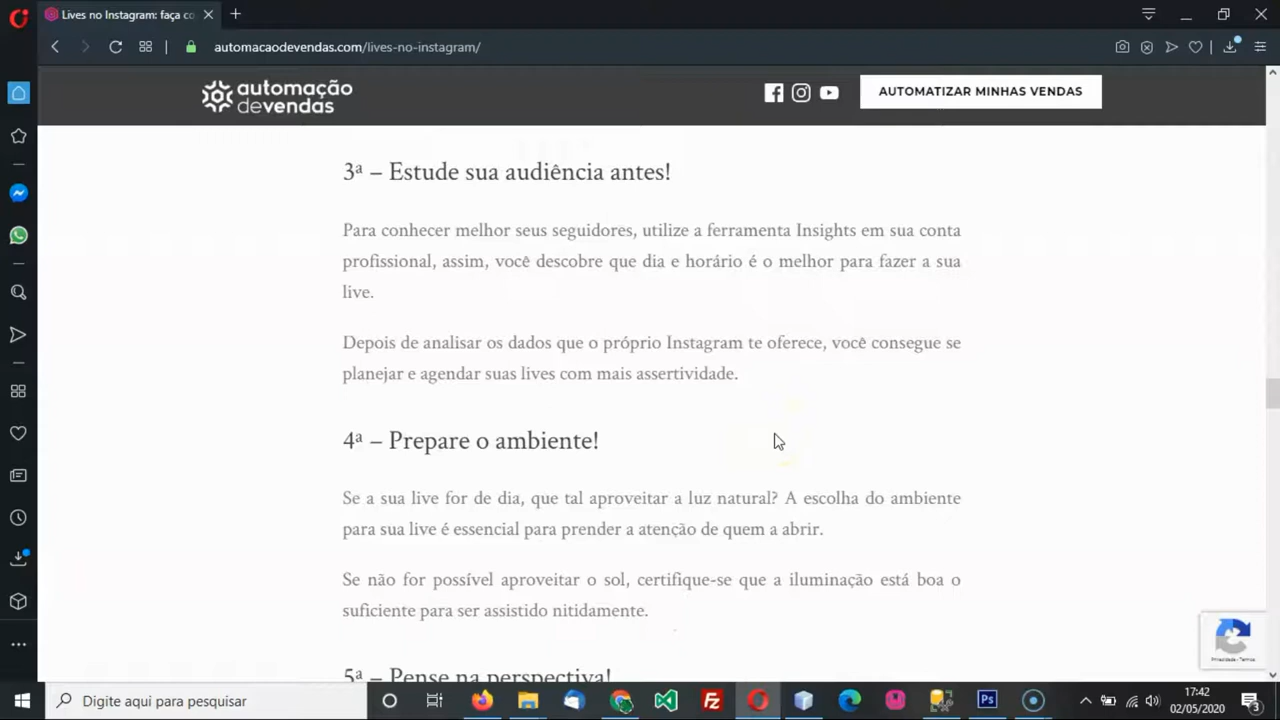 Lives no Instagram: faça co
automacaodevendas.com/lives-no-instagram/
automação
devendas
AUTOMATIZAR MINHAS VENDAS
3ª – Estude sua audiência antes!
Para conhecer melhor seus seguidores, utilize a ferramenta Insights em sua conta
profissional, assim, você descobre que dia e horário é o melhor para fazer a sua
live.
Depois de analisar os dados que o próprio Instagram te oferece, você consegue se
planejar e agendar suas lives com mais assertividade.
4ª – Prepare o ambiente!
Se a sua live for de dia, que tal aproveitar a luz natural? A escolha do ambiente
para sua live é essencial para prender a atenção de quem a abrir.
Se não for possível aproveitar o sol, certifique-se que a iluminação está boa o
suficiente para ser assistido nitidamente.
5ª – Pense na perspectiva!
Privacidade - Termos
Digite aqui para pesquisar
17:42
02/05/2020
3